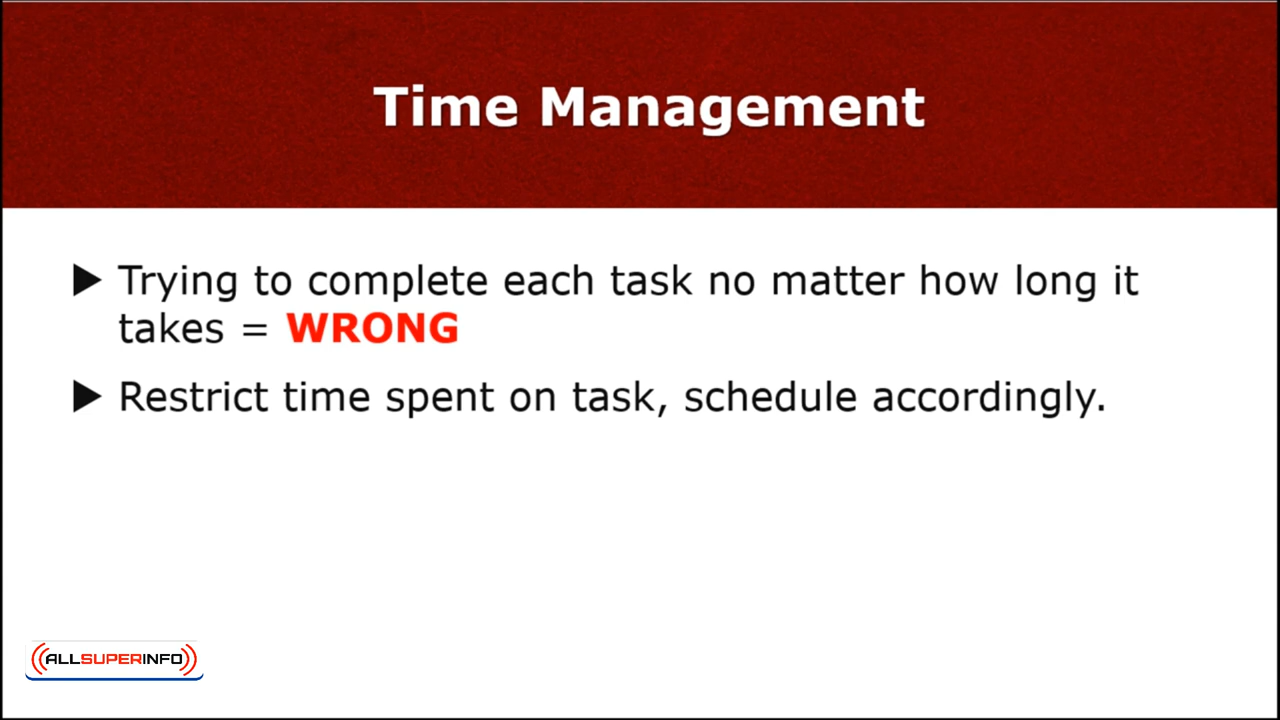 Time Management
Trying to complete each task no matter how long it
takes = WRONG
Restrict time spent on task, schedule accordingly.
ALLSUPERINFO